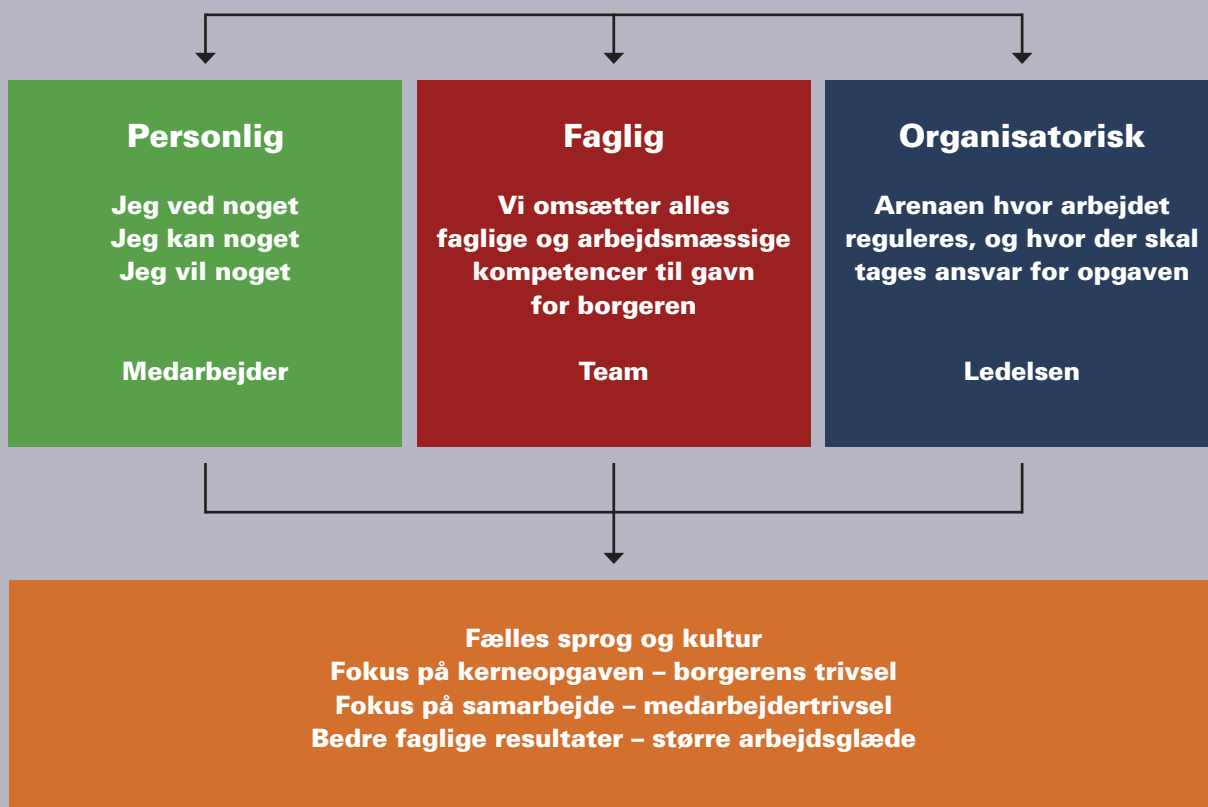 Personlig
Jeg ved noget
Jeg kan noget
Jeg vil noget
Medarbejder
Faglig
Vi omsætter alles
faglige og arbejdsmæssige
kompetencer til gavn
for borgeren
Team
Organisatorisk
Arenaen hvor arbejdet
reguleres, og hvor der skal
tages ansvar for opgaven
Ledelsen
Fælles sprog og kultur
Fokus på kerneopgaven – borgerens trivsel
Fokus på samarbejde – medarbejdertrivsel
Bedre faglige resultater – større arbejdsglæde